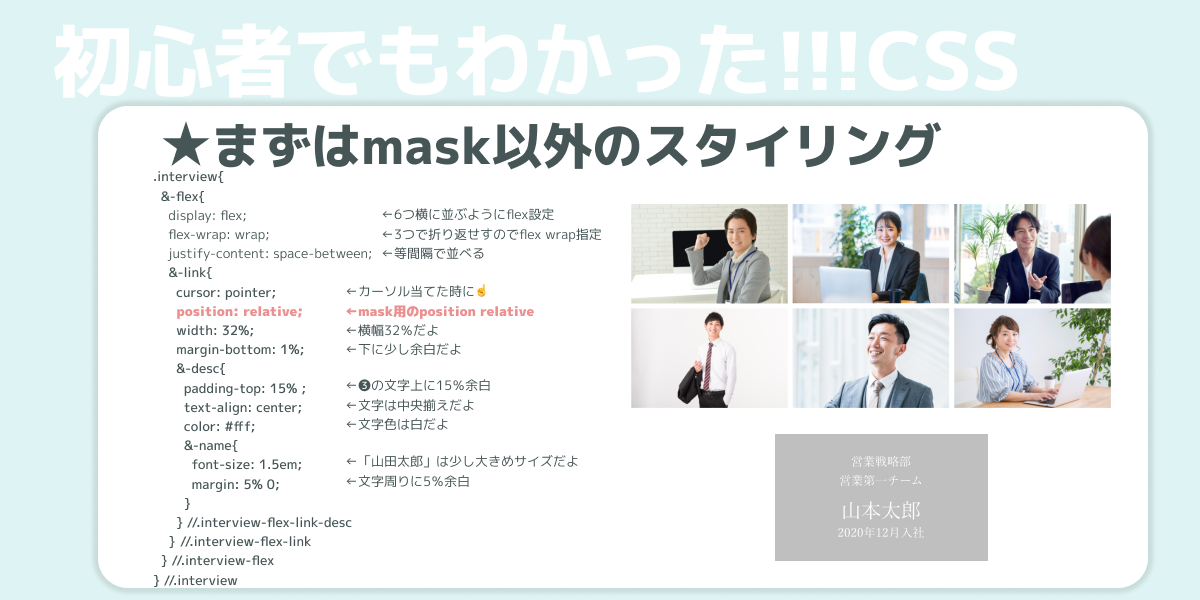 初心者でもわかった!!!CSS
★まずはmask以外のスタイリング
.interview{
&-flex{
display: flex; ←6つ横に並ぶようにflex設定
flex-wrap: wrap; ←3つで折り返せすのでflex wrap指定
justify-content: space-between; ←等間隔で並べる
&-link{
cursor: pointer; ←カーソル当てた時に☝
position: relative; ←mask用のposition relative
width: 32%; ←横幅32%だよ
margin-bottom: 1%; ←下に少し余白だよ
&-desc{
padding-top: 15% ; ←❸の文字上に15%余白
text-align: center; ←文字は中央揃えだよ
color: #fff; ←文字色は白だよ
&-name{
font-size: 1.5em; ←「山田太郎」は少し大きめサイズだよ
margin: 5% 0; ←文字周りに5%余白
}
} //.interview-flex-link-desc
} //.interview-flex-link
} //.interview-flex
} //.interview
営業戦略部
営業第一チーム
山本太郎
2020年12月入社